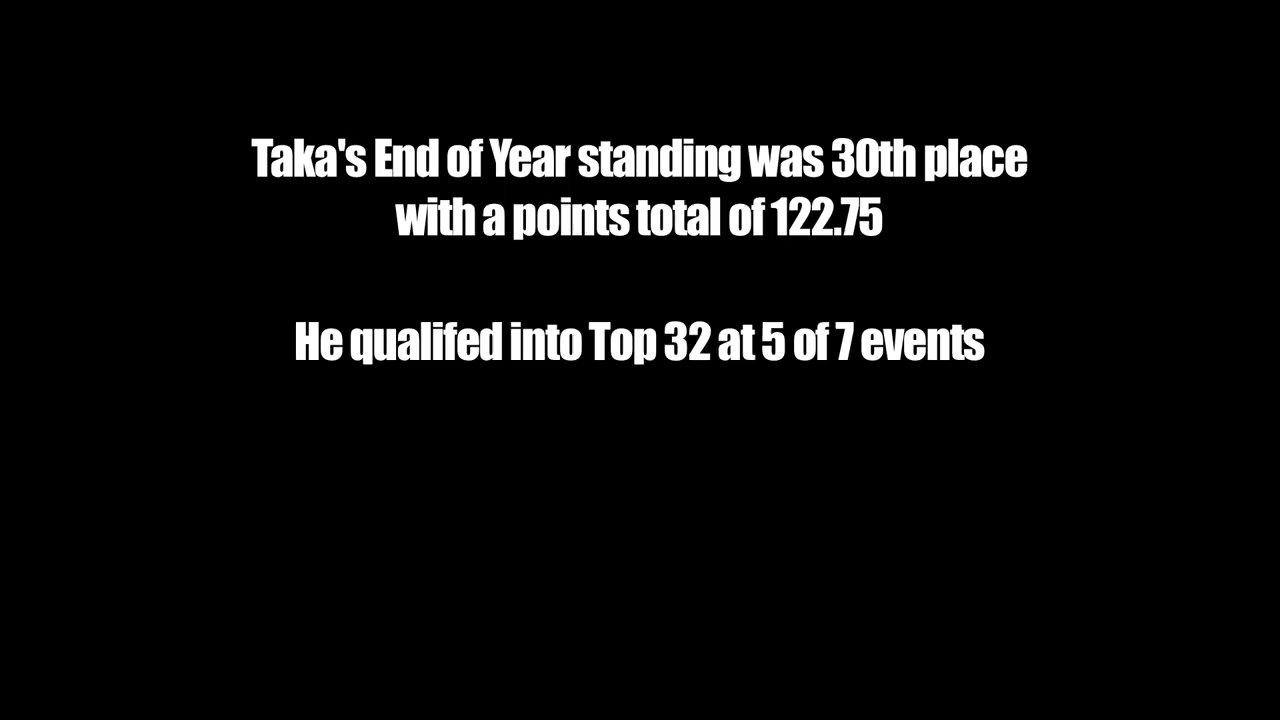 Taka's End of Year standing was 30th place
with a points total of 122.75
He qualifed into Top 32 at 5 of 7 events